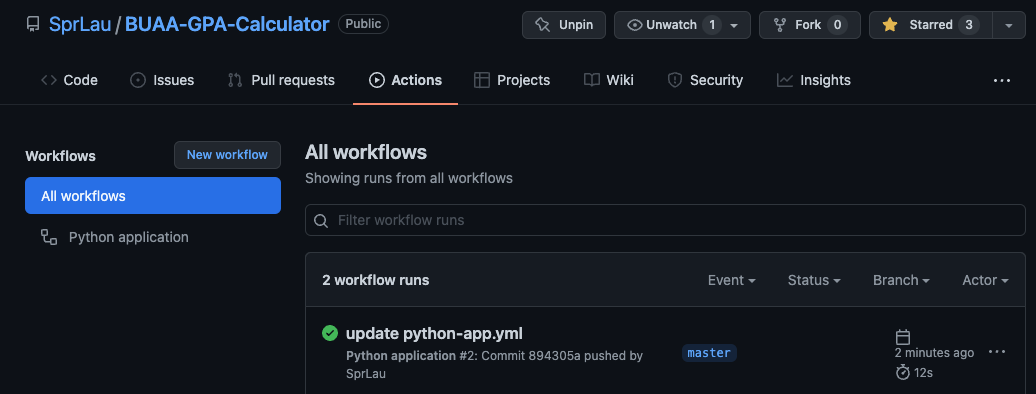 SprLau / BUAA-GPA-Calculator Public Unpin Unwatch 1 Fork 0 Starred 3
Code Issues Pull requests Actions Projects Wiki Security Insights ...
Workflows New workflow
All workflows
Python application
All workflows
Showing runs from all workflows
Filter workflow runs
2 workflow runs Event Status Branch Actor
update python-app.yml
Python application #2: Commit 894305a pushed by
SprLau
master
2 minutes ago ...
12s